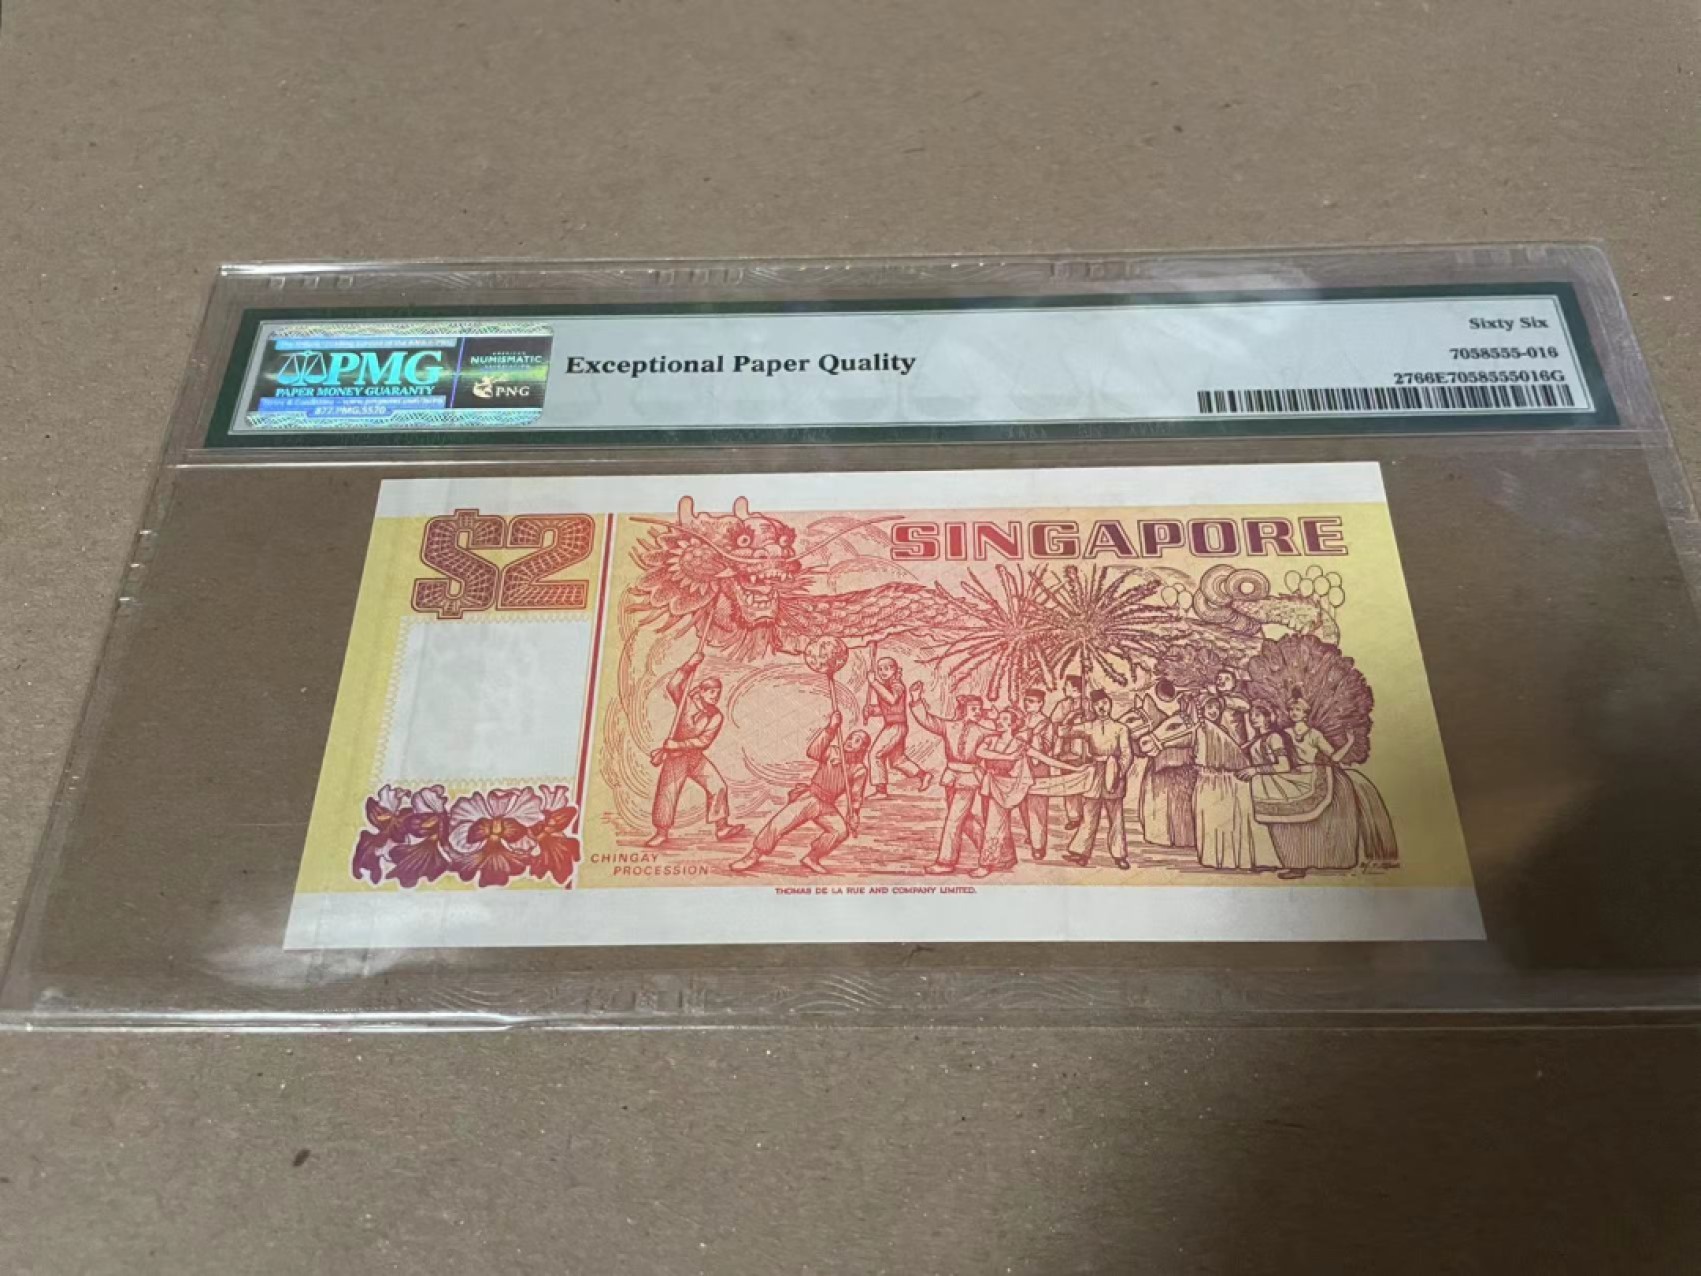 PMG
PAPER MONEY GUARANTY
877.PMG.5570
NUMISMATIC
PNG
Exceptional Paper Quality
Sixty Six
7058555-016
2766E7058555016G
$2
SINGAPORE
CHINGAY
PROCESSION
THOMAS DE LA RUE AND COMPANY LIMITED.